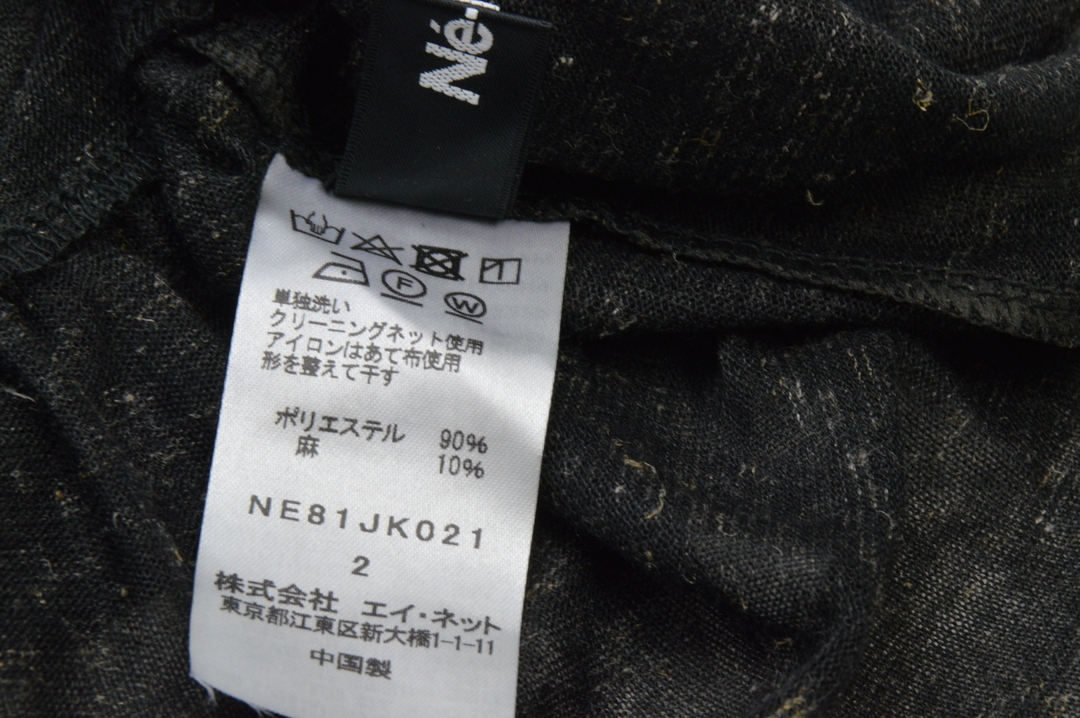 Né-
F
W
単独洗い
クリーニングネット使用
アイロンはあて布使用
形を整えて干す
ポリエステル 90%
麻 10%
NE81JK021
2
株式会社 エイ・ネット
東京都江東区新大橋1-1-11
中国製